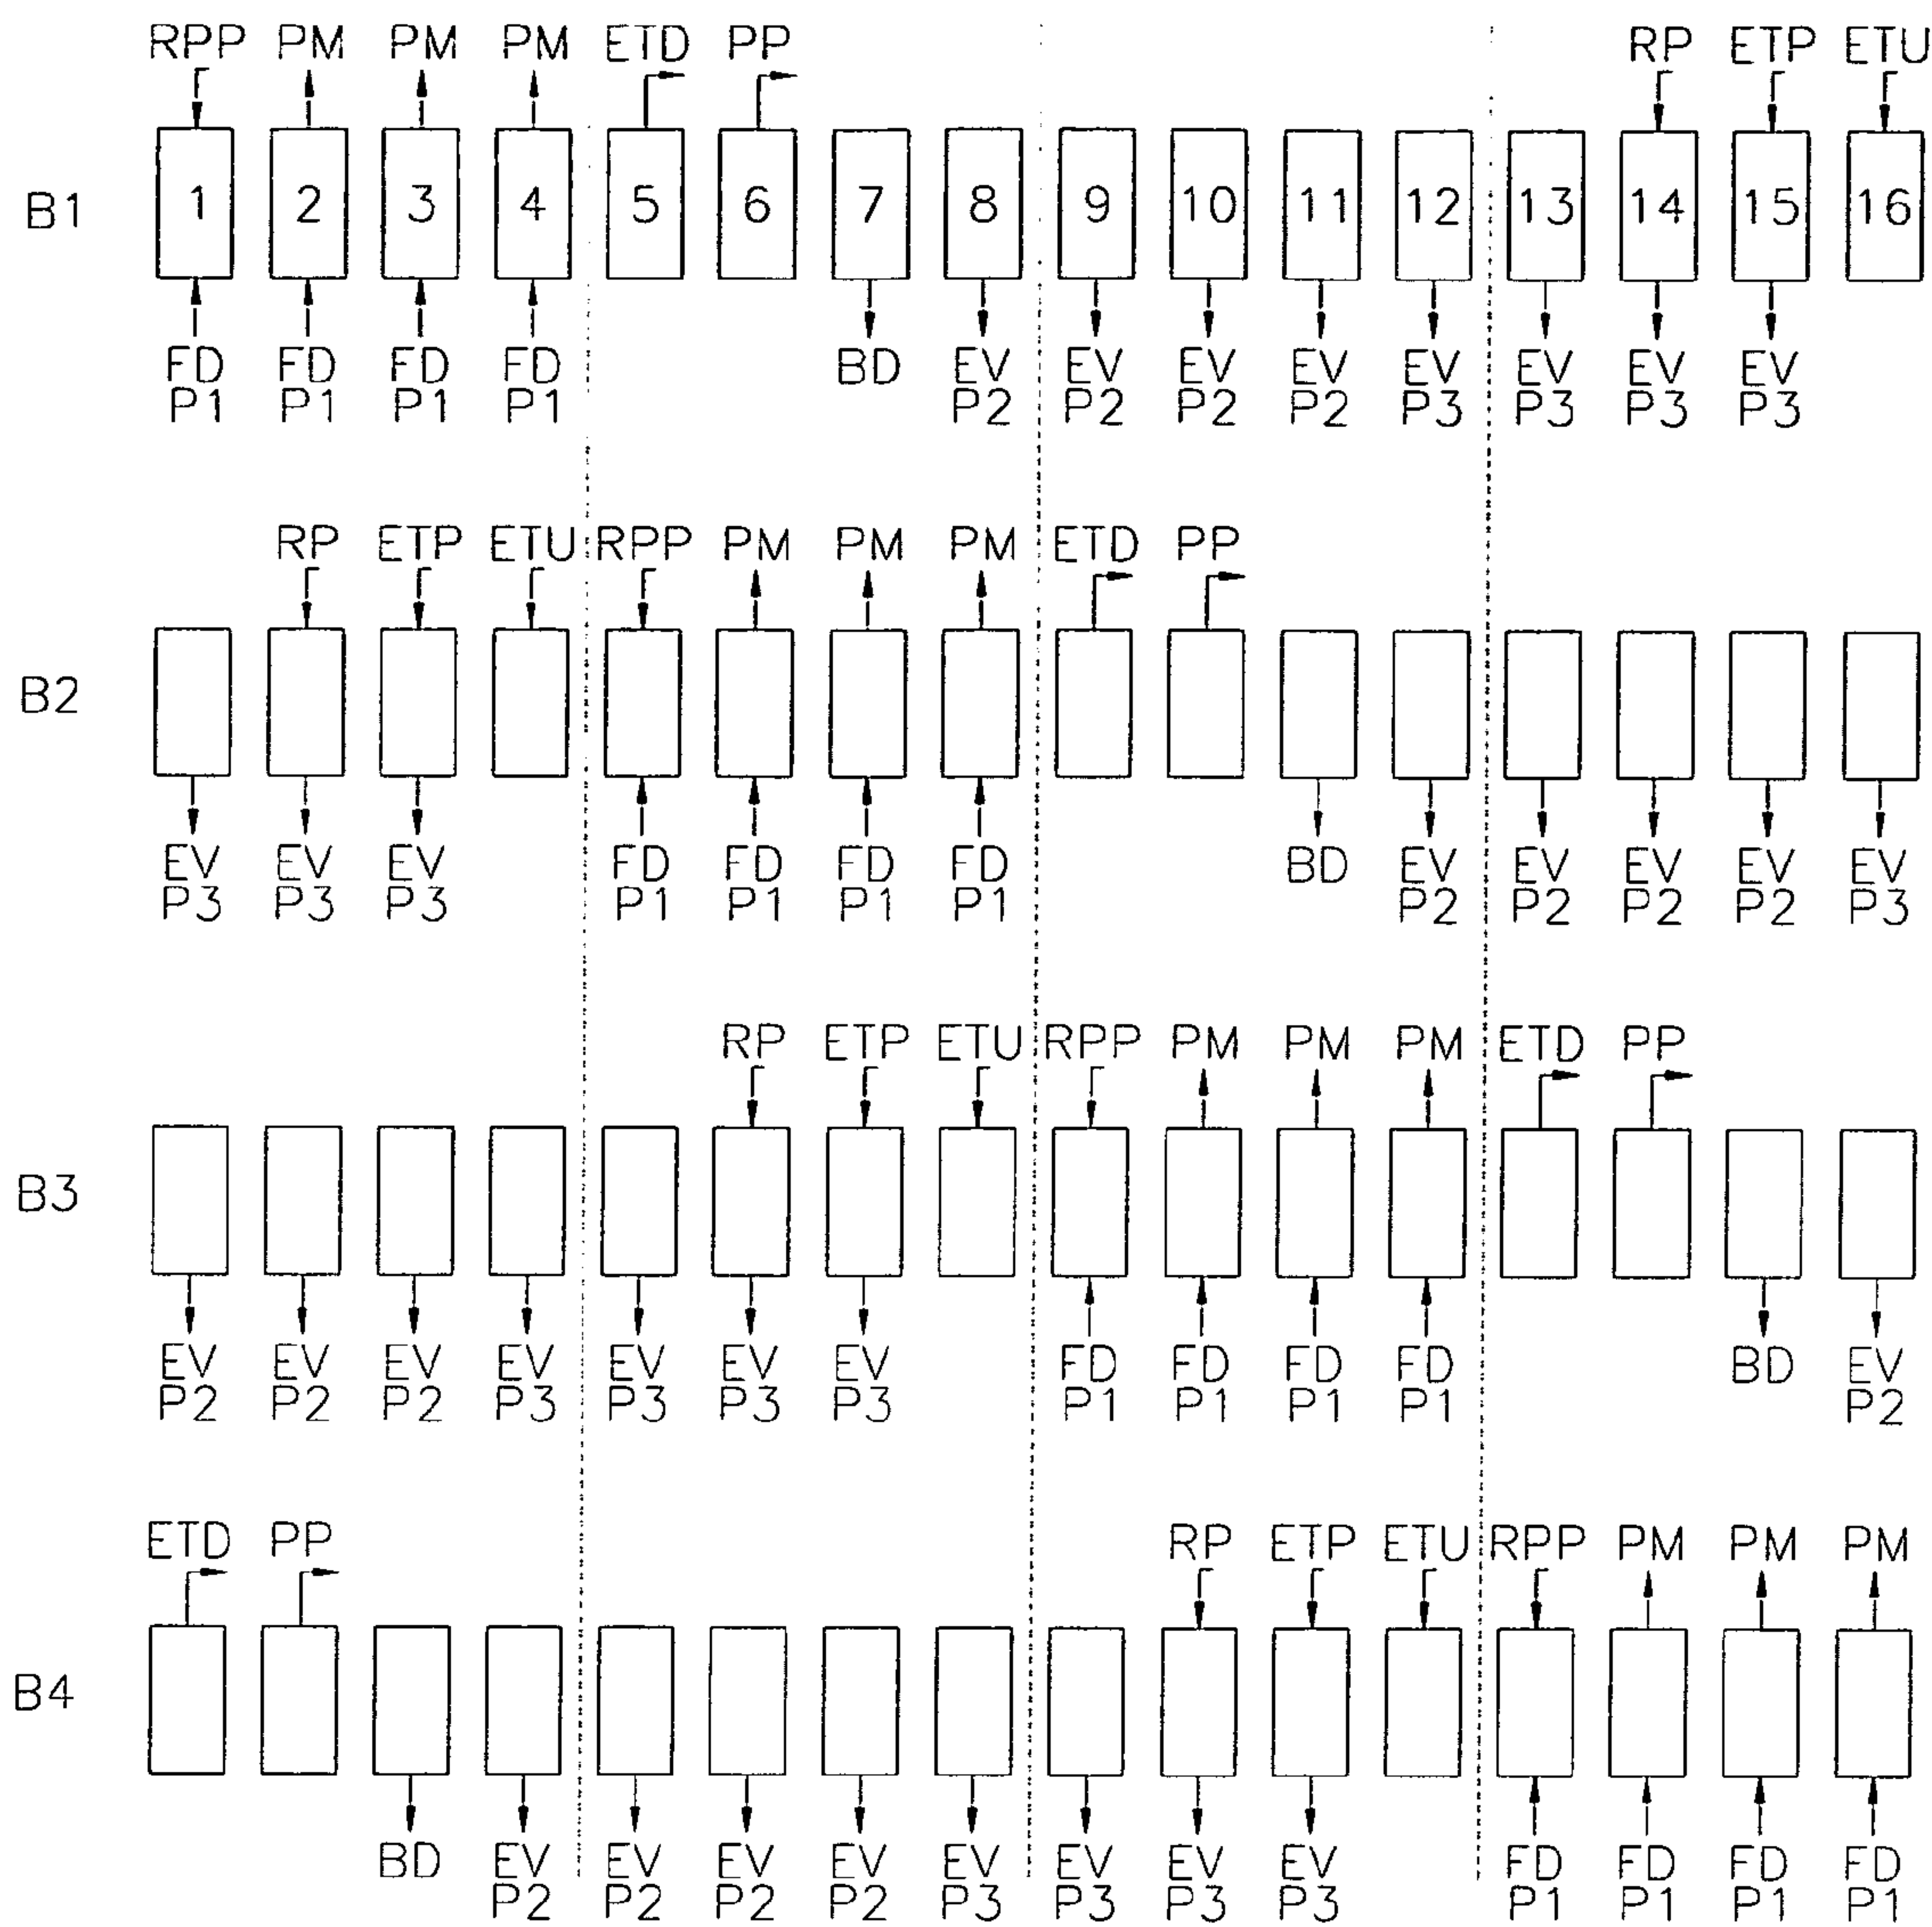 RPP PM PM PM ETD PP RP ETP ETU
B1 1 2 3 4 5 6 7 8 9 10 11 12 13 14 15 16
FD FD FD FD BD EV EV EV EV EV EV EV EV
P1 P1 P1 P1 P2 P2 P2 P2 P3 P3 P3 P3
RP ETP ETU RPP PM PM PM ETD PP
B2
EV EV EV FD FD FD FD BD EV EV EV EV EV
P3 P3 P3 P1 P1 P1 P1 P2 P2 P2 P2 P3
RP ETP ETU RPP PM PM PM ETD PP
B3
EV EV EV EV EV EV EV FD FD FD FD BD EV
P2 P2 P2 P3 P3 P3 P3 P1 P1 P1 P1 P2
ETD PP RP ETP ETU RPP PM PM PM
B4
BD EV EV EV EV EV EV EV EV FD FD FD FD
P2 P2 P2 P2 P3 P3 P3 P3 P1 P1 P1 P1